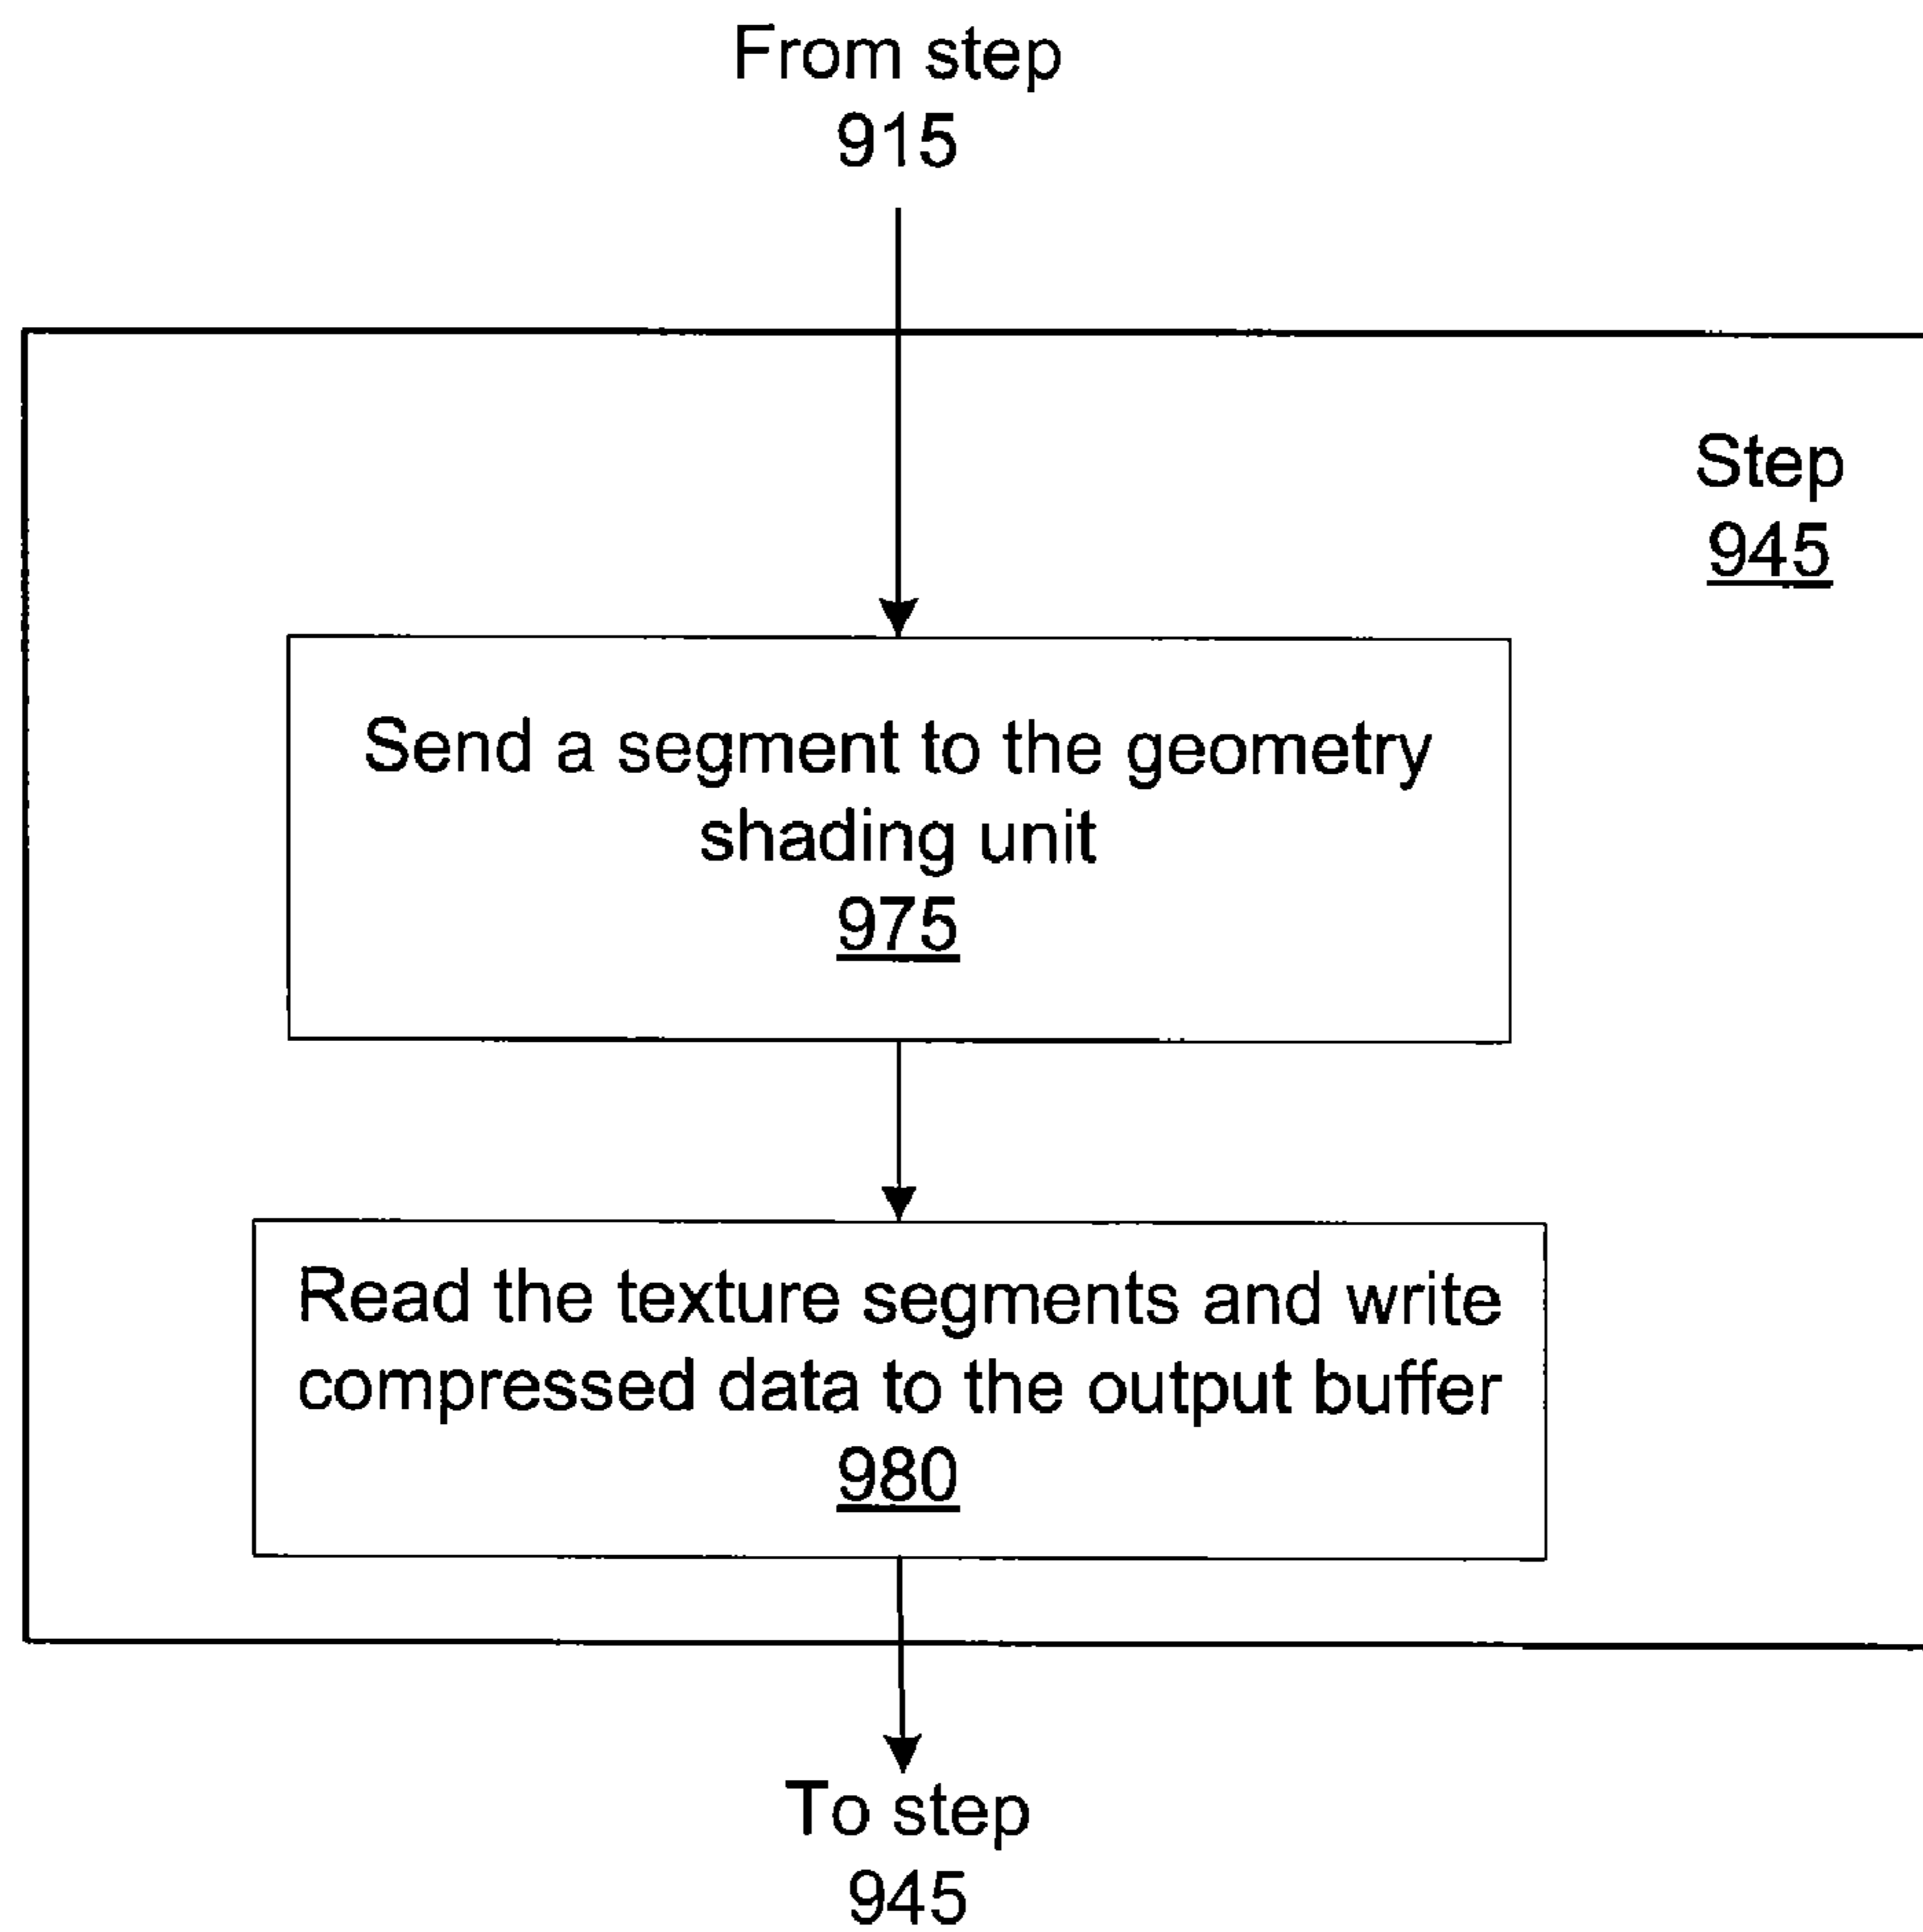 From step
915
Step
945
Send a segment to the geometry
shading unit
975
Read the texture segments and write
compressed data to the output buffer
980
To step
945